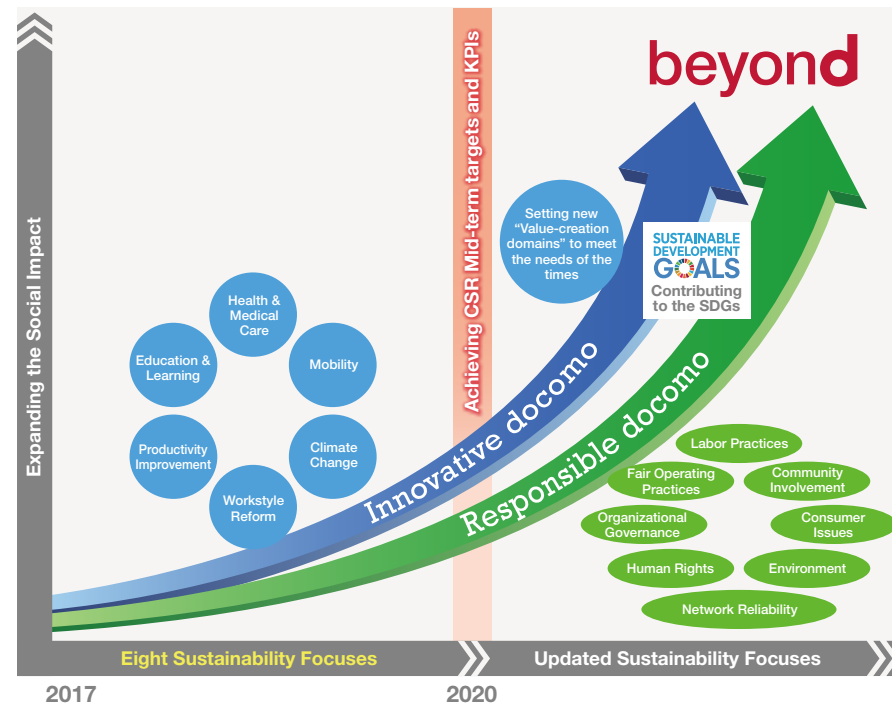 beyond
Expanding the Social Impact
Achieving CSR Mid-term targets and KPIs
Setting new
“Value-creation
domains” to meet
the needs of the
times
SUSTAINABLE
DEVELOPMENT
GOALS
Contributing
to the SDGs
Health &
Medical
Care
Education &
Learning
Mobility
Productivity
Improvement
Climate
Change
Workstyle
Reform
Innovative docomo
Responsible docomo
Labor Practices
Fair Operating
Practices
Community
Involvement
Organizational
Governance
Consumer
Issues
Human Rights
Environment
Network Reliability
Eight Sustainability Focuses
Updated Sustainability Focuses
2017
2020